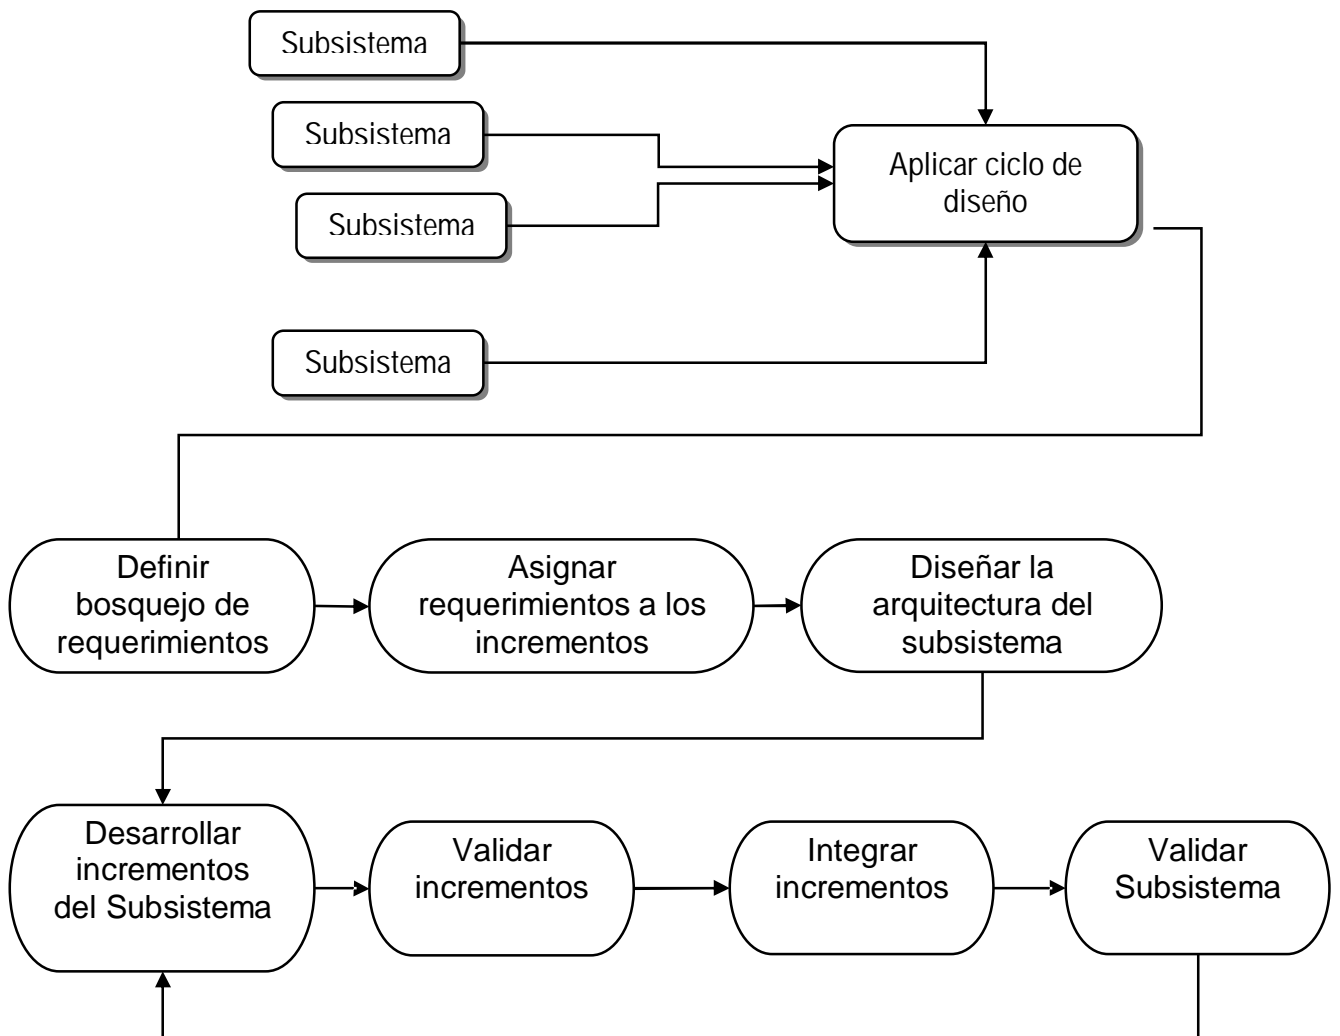 Subsistema
Subsistema
Subsistema
Subsistema
Aplicar ciclo de
diseño
Definir
bosquejo de
requerimientos
Asignar
requerimientos a los
incrementos
Diseñar la
arquitectura del
subsistema
Desarrollar
incrementos
del Subsistema
Validar
incrementos
Integrar
incrementos
Validar
Subsistema